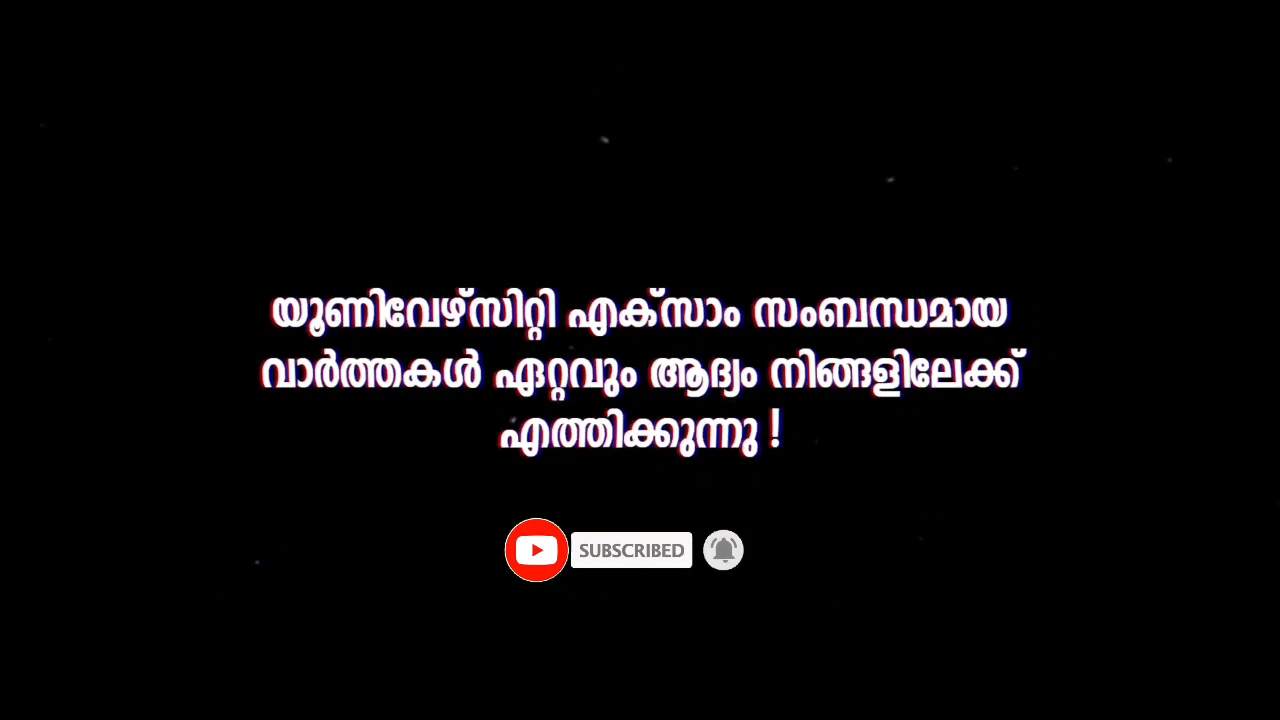 യൂണിവേഴ്സിറ്റി എക്സാം സംബന്ധമായ
വാർത്തകൾ ഏറ്റവും ആദ്യം നിങ്ങളിലേക്ക്
എത്തിക്കുന്നു !
SUBSCRIBED